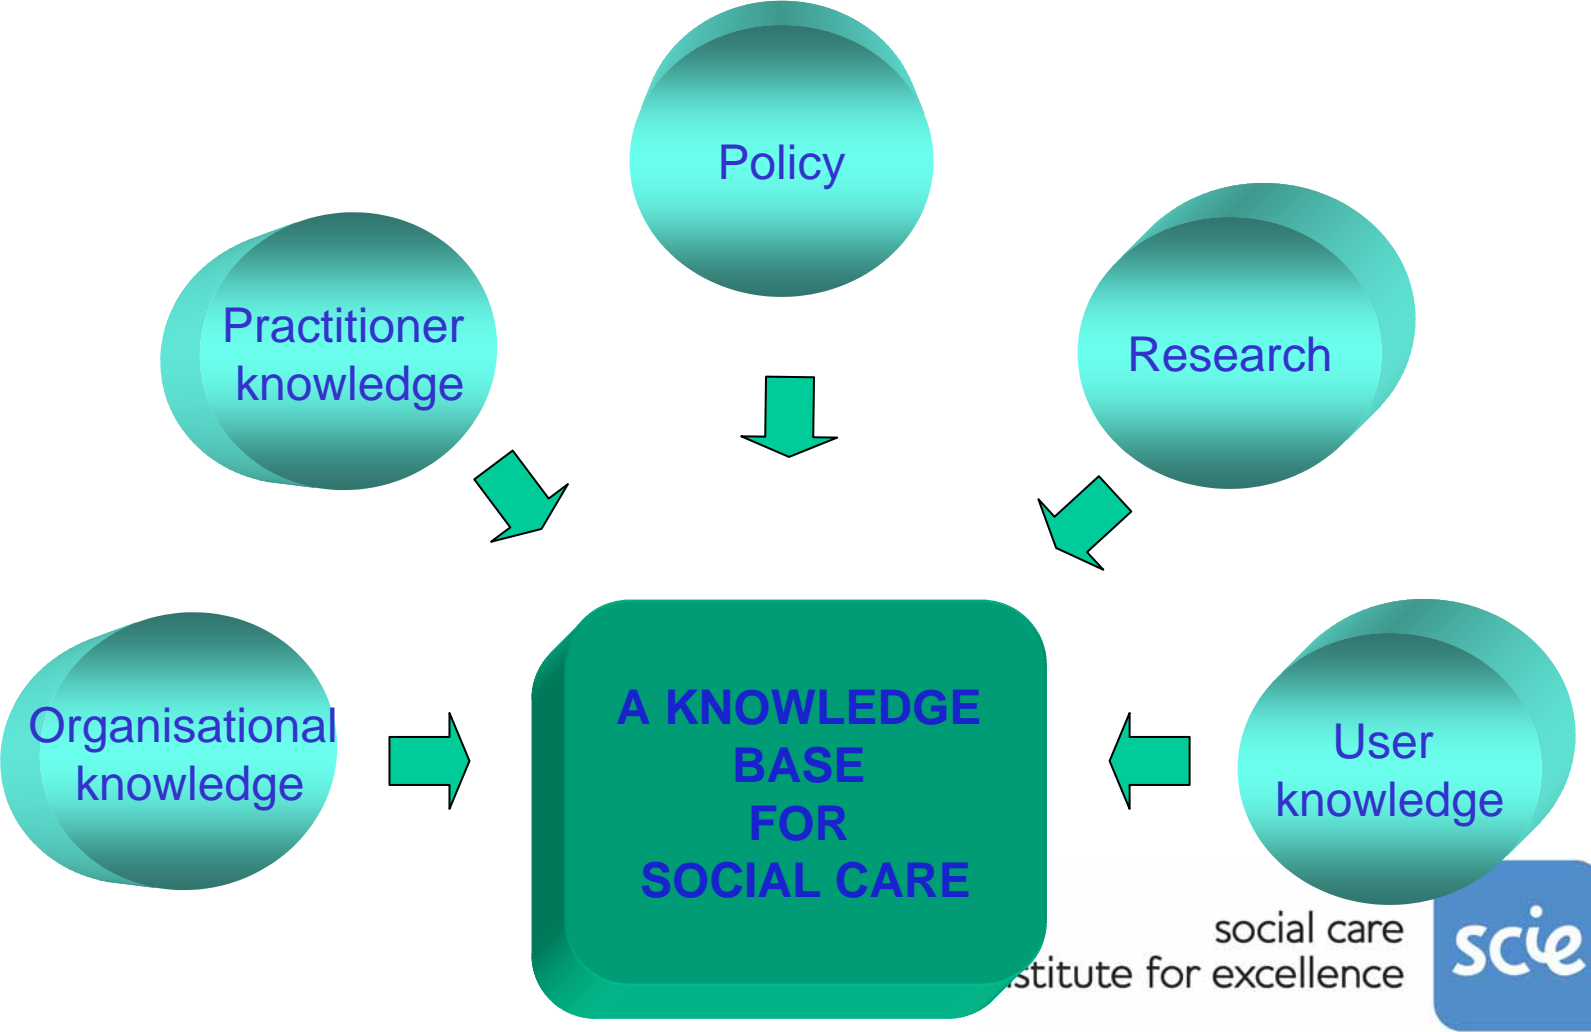 Policy
Practitioner
knowledge
Research
Organisational
knowledge
A KNOWLEDGE
BASE
FOR
SOCIAL CARE
User
knowledge
social care
stitute for excellence
scie